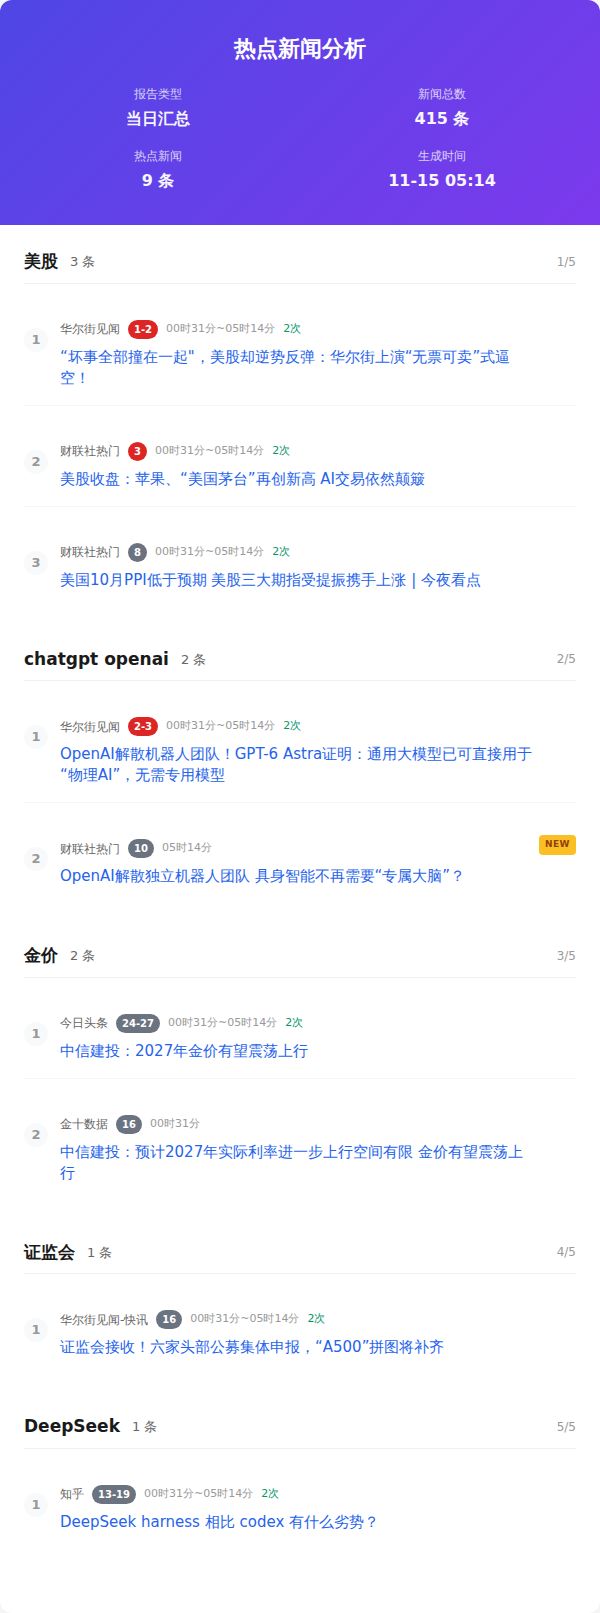 热点新闻分析
报告类型
当日汇总
新闻总数
415 条
热点新闻
9 条
生成时间
11-15 05:14
美股 3 条 1/5
1
华尔街见闻 1-2 00时31分~05时14分 2次
“坏事全部撞在一起"，美股却逆势反弹：华尔街上演“无票可卖”式逼
空！
2
财联社热门 3 00时31分~05时14分 2次
美股收盘：苹果、“美国茅台”再创新高 AI交易依然颠簸
3
财联社热门 8 00时31分~05时14分 2次
美国10月PPI低于预期 美股三大期指受提振携手上涨 | 今夜看点
chatgpt openai 2 条 2/5
1
华尔街见闻 2-3 00时31分~05时14分 2次
OpenAI解散机器人团队！GPT-6 Astra证明：通用大模型已可直接用于
“物理AI”，无需专用模型
2
财联社热门 10 05时14分 NEW
OpenAI解散独立机器人团队 具身智能不再需要“专属大脑”？
金价 2 条 3/5
1
今日头条 24-27 00时31分~05时14分 2次
中信建投：2027年金价有望震荡上行
2
金十数据 16 00时31分
中信建投：预计2027年实际利率进一步上行空间有限 金价有望震荡上
行
证监会 1 条 4/5
1
华尔街见闻-快讯 16 00时31分~05时14分 2次
证监会接收！六家头部公募集体申报，“A500”拼图将补齐
DeepSeek 1 条 5/5
1
知乎 13-19 00时31分~05时14分 2次
DeepSeek harness 相比 codex 有什么劣势？